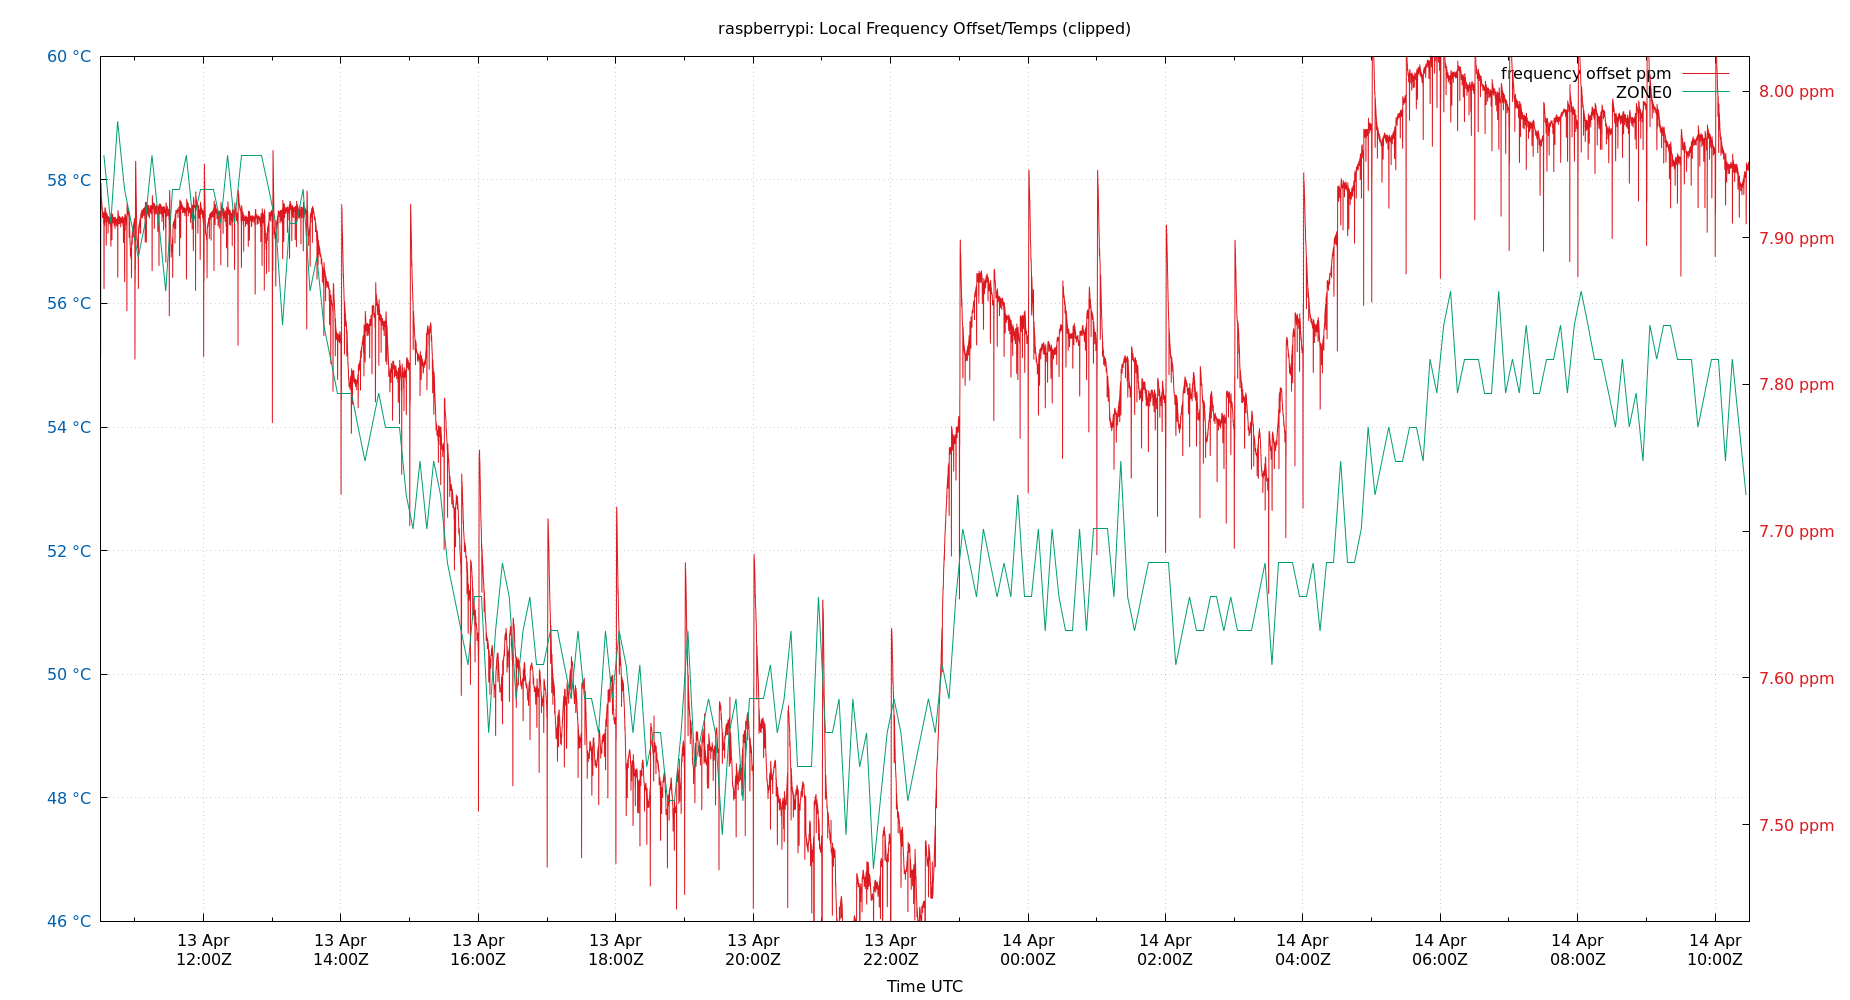 raspberrypi: Local Frequency Offset/Temps (clipped)
60 °C
58 °C
56 °C
54 °C
52 °C
50 °C
48 °C
46 °C
frequency offset ppm
ZONE0
8.00 ppm
7.90 ppm
7.80 ppm
7.70 ppm
7.60 ppm
7.50 ppm
13 Apr
12:00Z
13 Apr
14:00Z
13 Apr
16:00Z
13 Apr
18:00Z
13 Apr
20:00Z
13 Apr
22:00Z
14 Apr
00:00Z
14 Apr
02:00Z
14 Apr
04:00Z
14 Apr
06:00Z
14 Apr
08:00Z
14 Apr
10:00Z
Time UTC